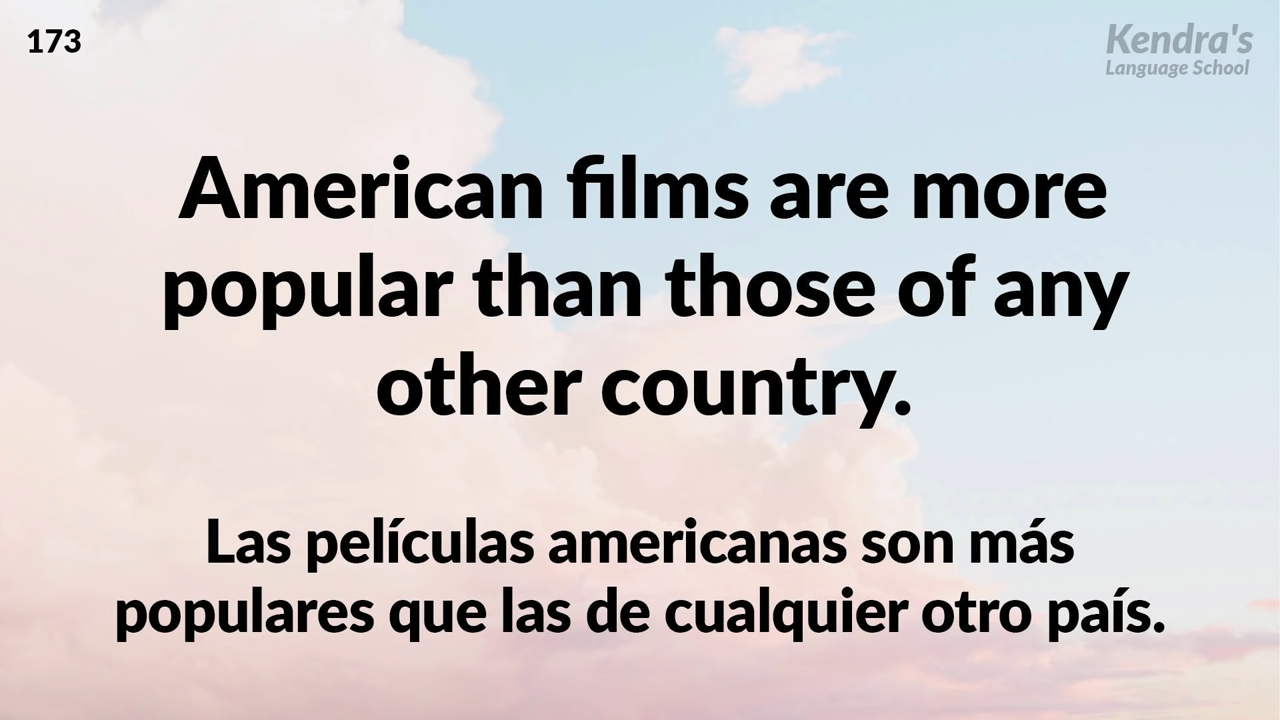 173
Kendra's
Language School
American films are more
popular than those of any
other country.
Las películas americanas son más
populares que las de cualquier otro país.